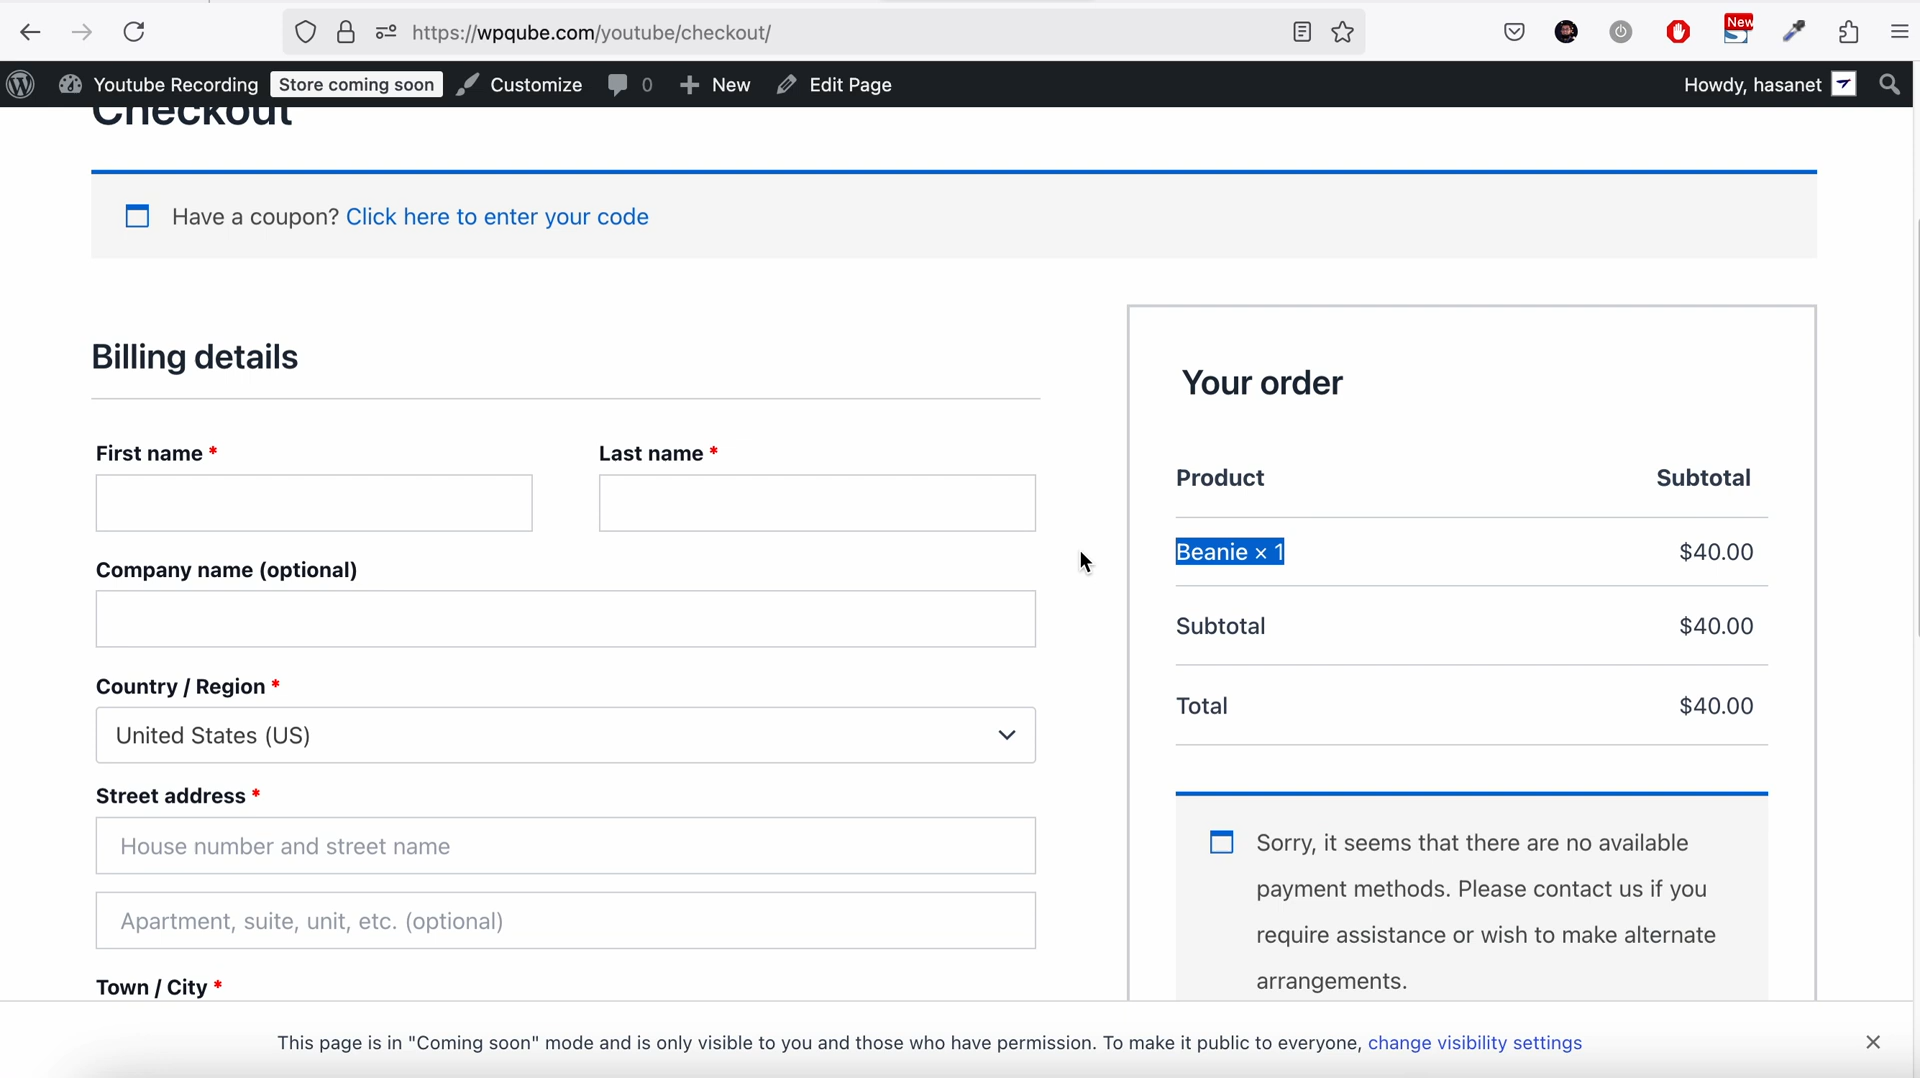 https://wpqube.com/youtube/checkout/
New
Youtube Recording
Store coming soon
Customize
0
New
Edit Page
Howdy, hasanet
Checkout
Have a coupon? Click here to enter your code
Billing details
First name *
Last name *
Company name (optional)
Country / Region *
United States (US)
Street address *
House number and street name
Apartment, suite, unit, etc. (optional)
Town / City *
Your order
Product Subtotal
Beanie × 1 $40.00
Subtotal $40.00
Total $40.00
Sorry, it seems that there are no available
payment methods. Please contact us if you
require assistance or wish to make alternate
arrangements.
This page is in "Coming soon" mode and is only visible to you and those who have permission. To make it public to everyone, change visibility settings